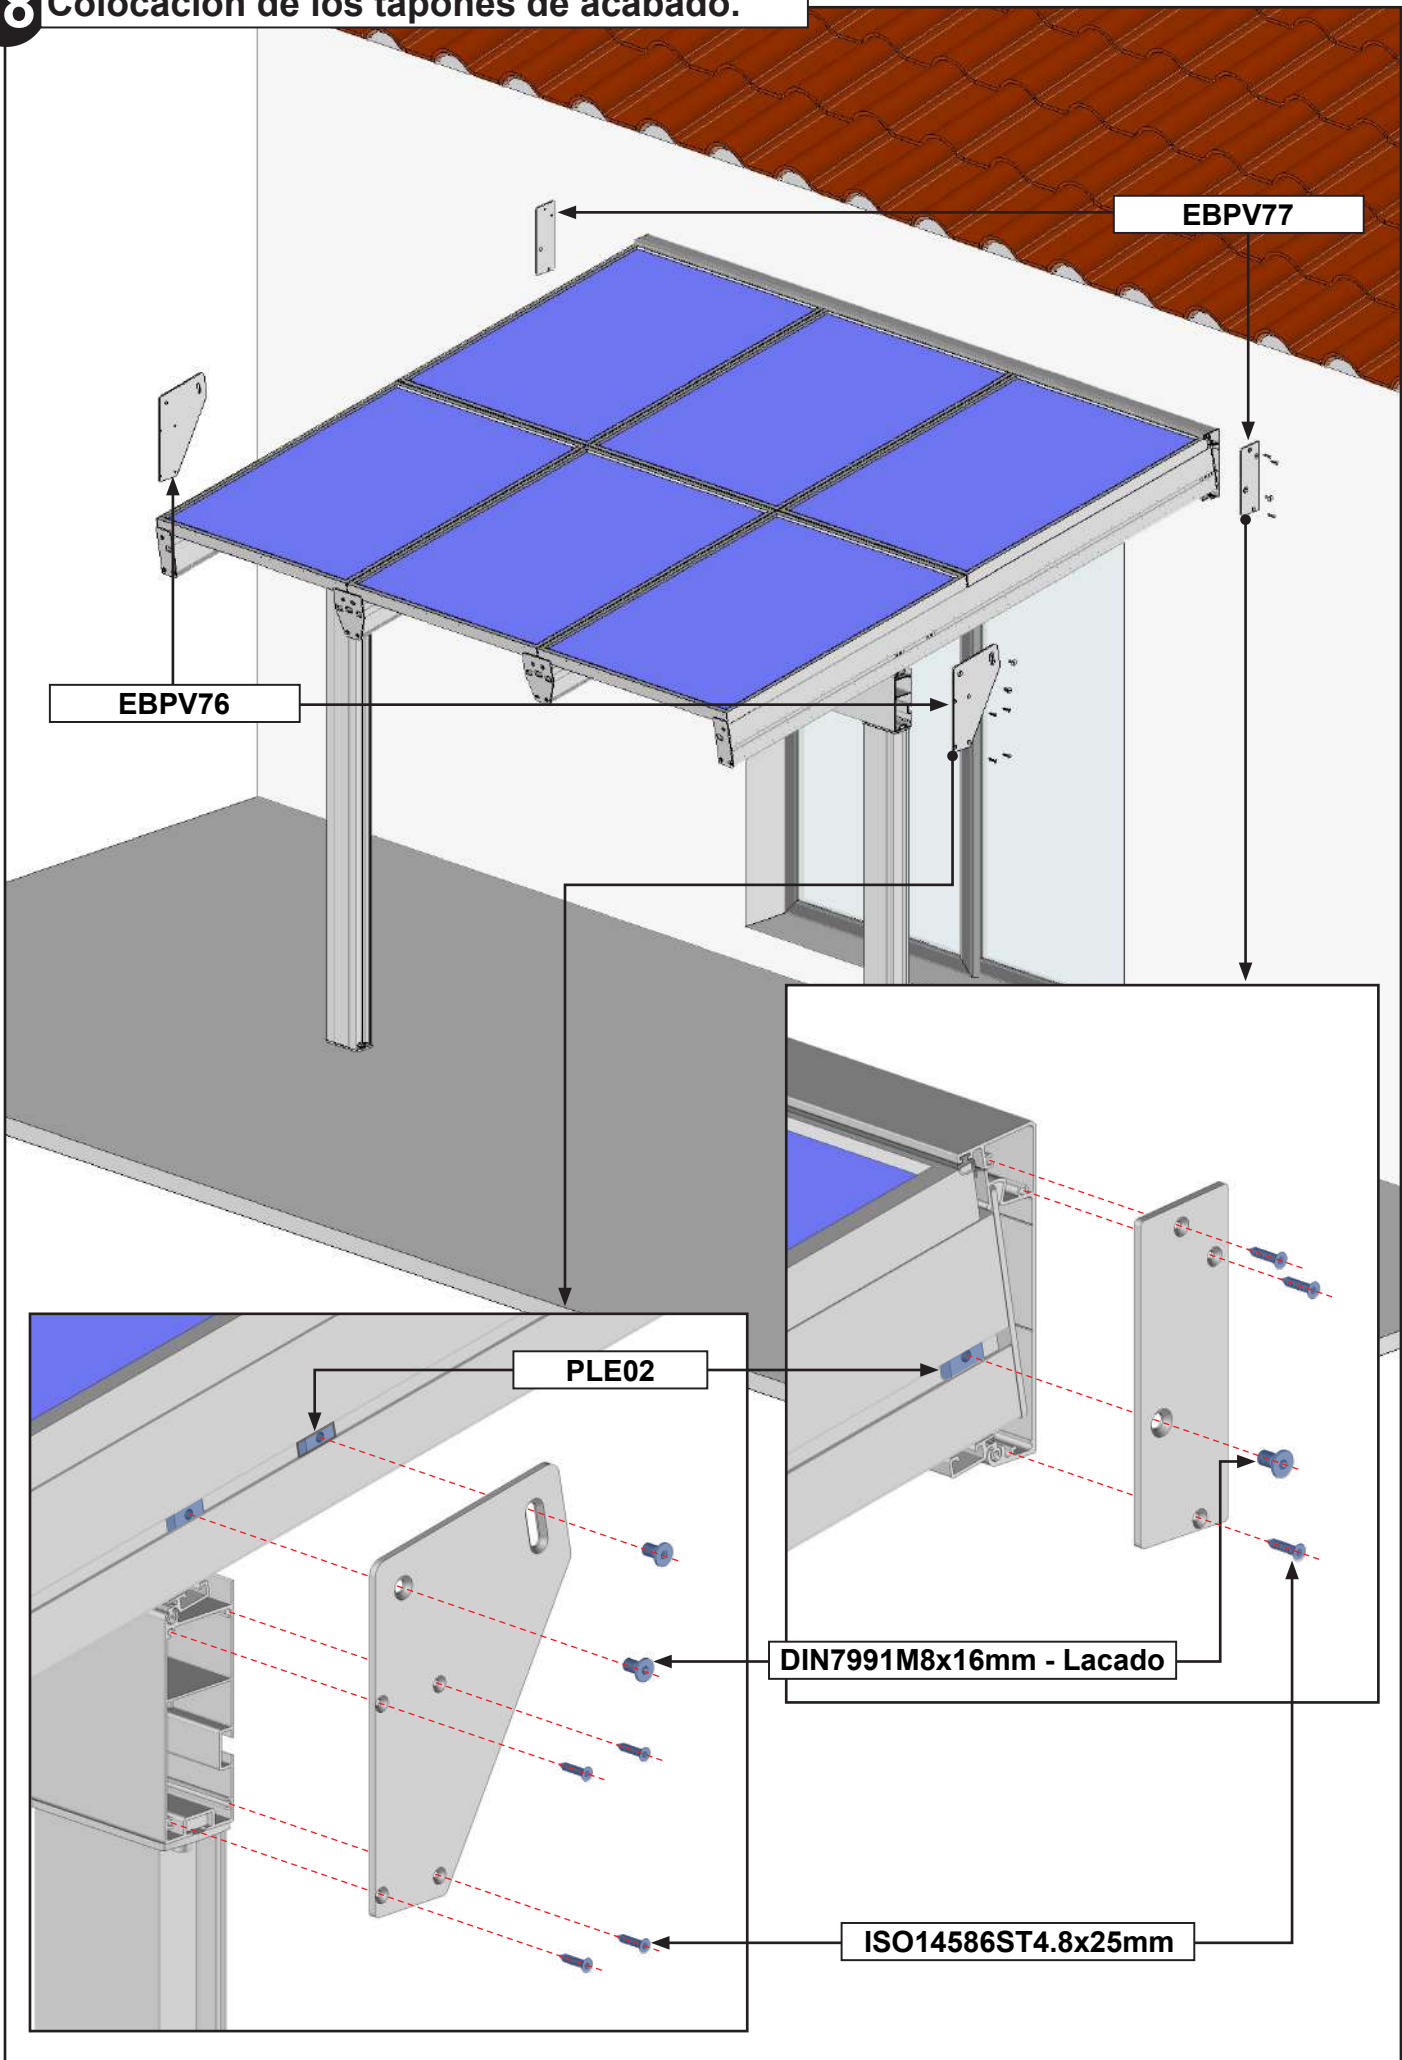 8 Colocación de los tapones de acabado.
EBPV77
EBPV76
PLE02
DIN7991M8x16mm - Lacado
ISO14586ST4.8x25mm